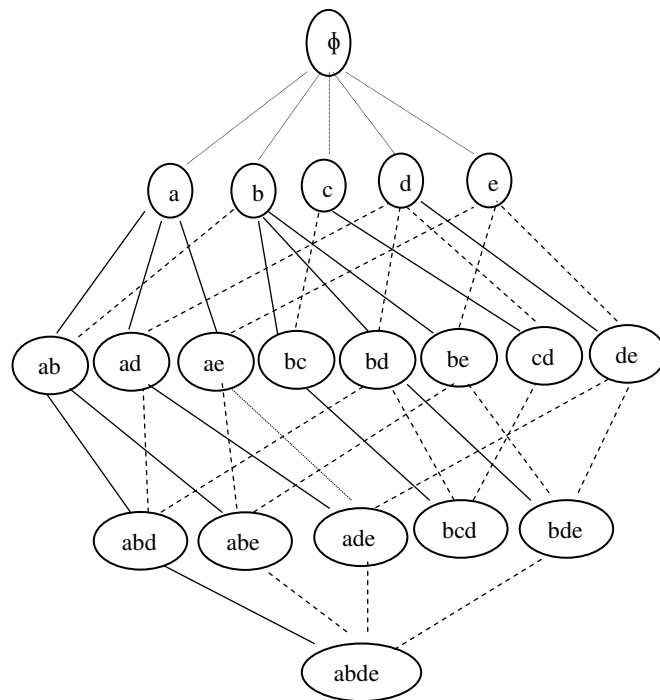 ϕ
a b c d e
ab ad ae bc bd be cd de
abd abe ade bcd bde
abde